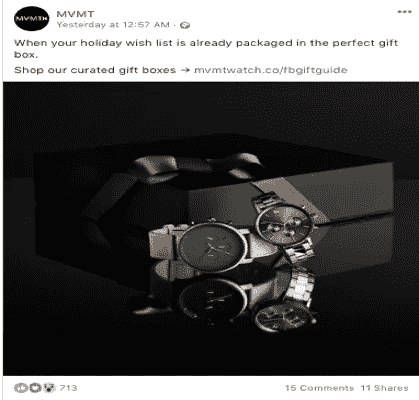 MVMT
MVMT
Yesterday at 12:57 AM ·
When your holiday wish list is already packaged in the perfect gift
box.
Shop our curated gift boxes → mvmtwatch.co/fbgiftguide
713
15 Comments 11 Shares